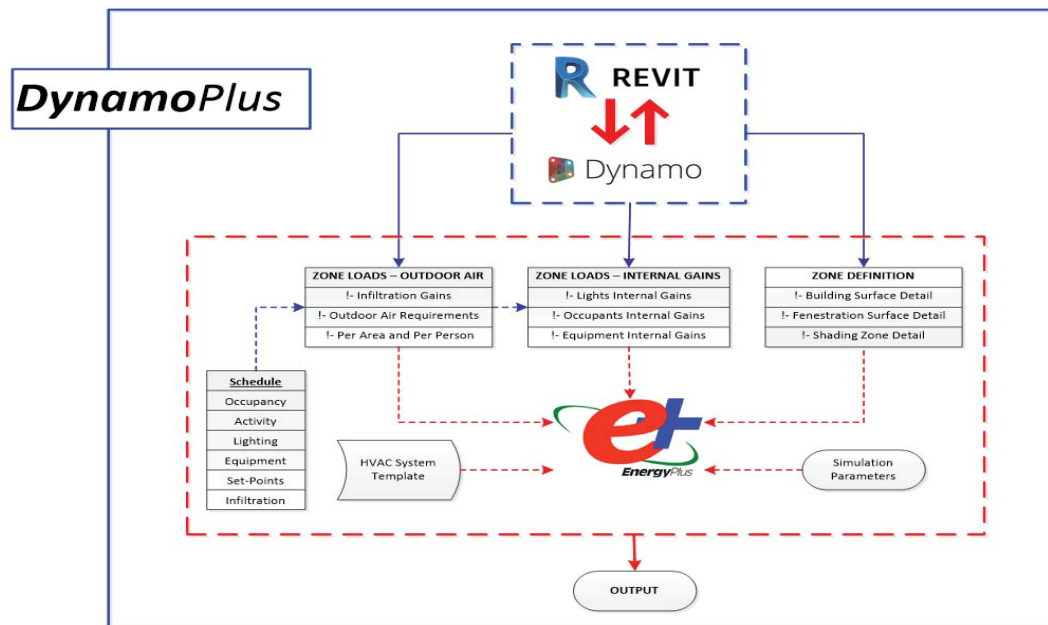 DynamoPlus
R REVIT
Dynamo
ZONE LOADS – OUTDOOR AIR
!- Infiltration Gains
!- Outdoor Air Requirements
!- Per Area and Per Person
ZONE LOADS – INTERNAL GAINS
!- Lights Internal Gains
!- Occupants Internal Gains
!- Equipment Internal Gains
ZONE DEFINITION
!- Building Surface Detail
!- Fenestration Surface Detail
!- Shading Zone Detail
Schedule
Occupancy
Activity
Lighting
Equipment
Set-Points
Infiltration
HVAC System
Template
e+
EnergyPlus
Simulation
Parameters
OUTPUT